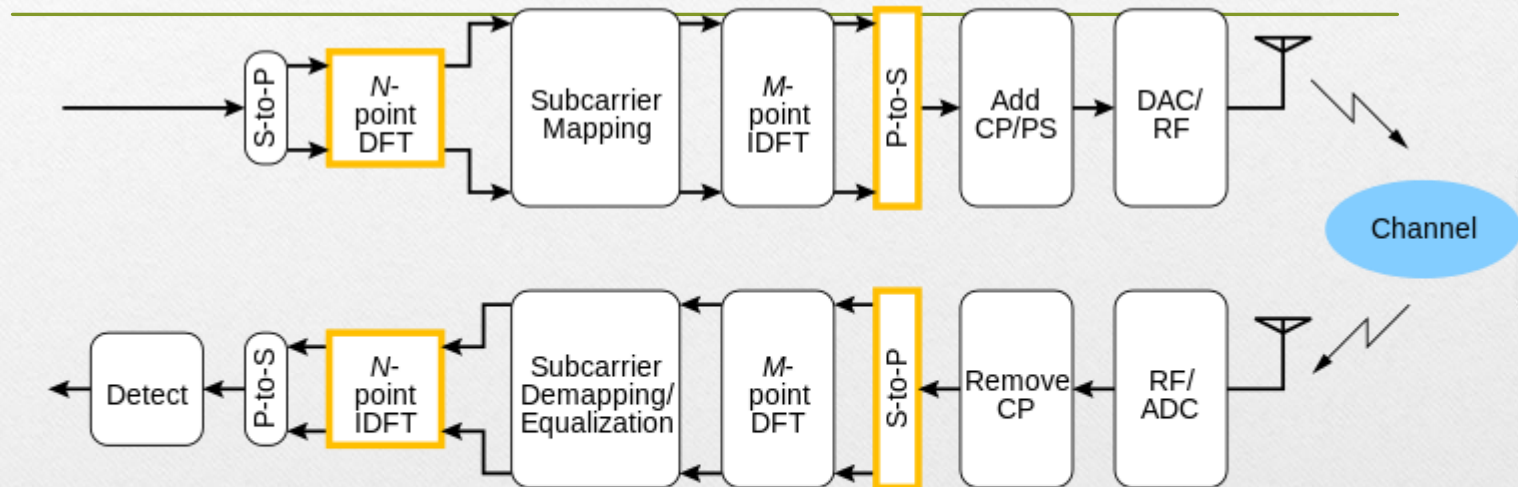 S-to-P
N-
point
DFT
Subcarrier
Mapping
M-
point
IDFT
P-to-S
Add
CP/PS
DAC/
RF
Channel
Detect
P-to-S
N-
point
IDFT
Subcarrier
Demapping/
Equalization
M-
point
DFT
S-to-P
Remove
CP
RF/
ADC